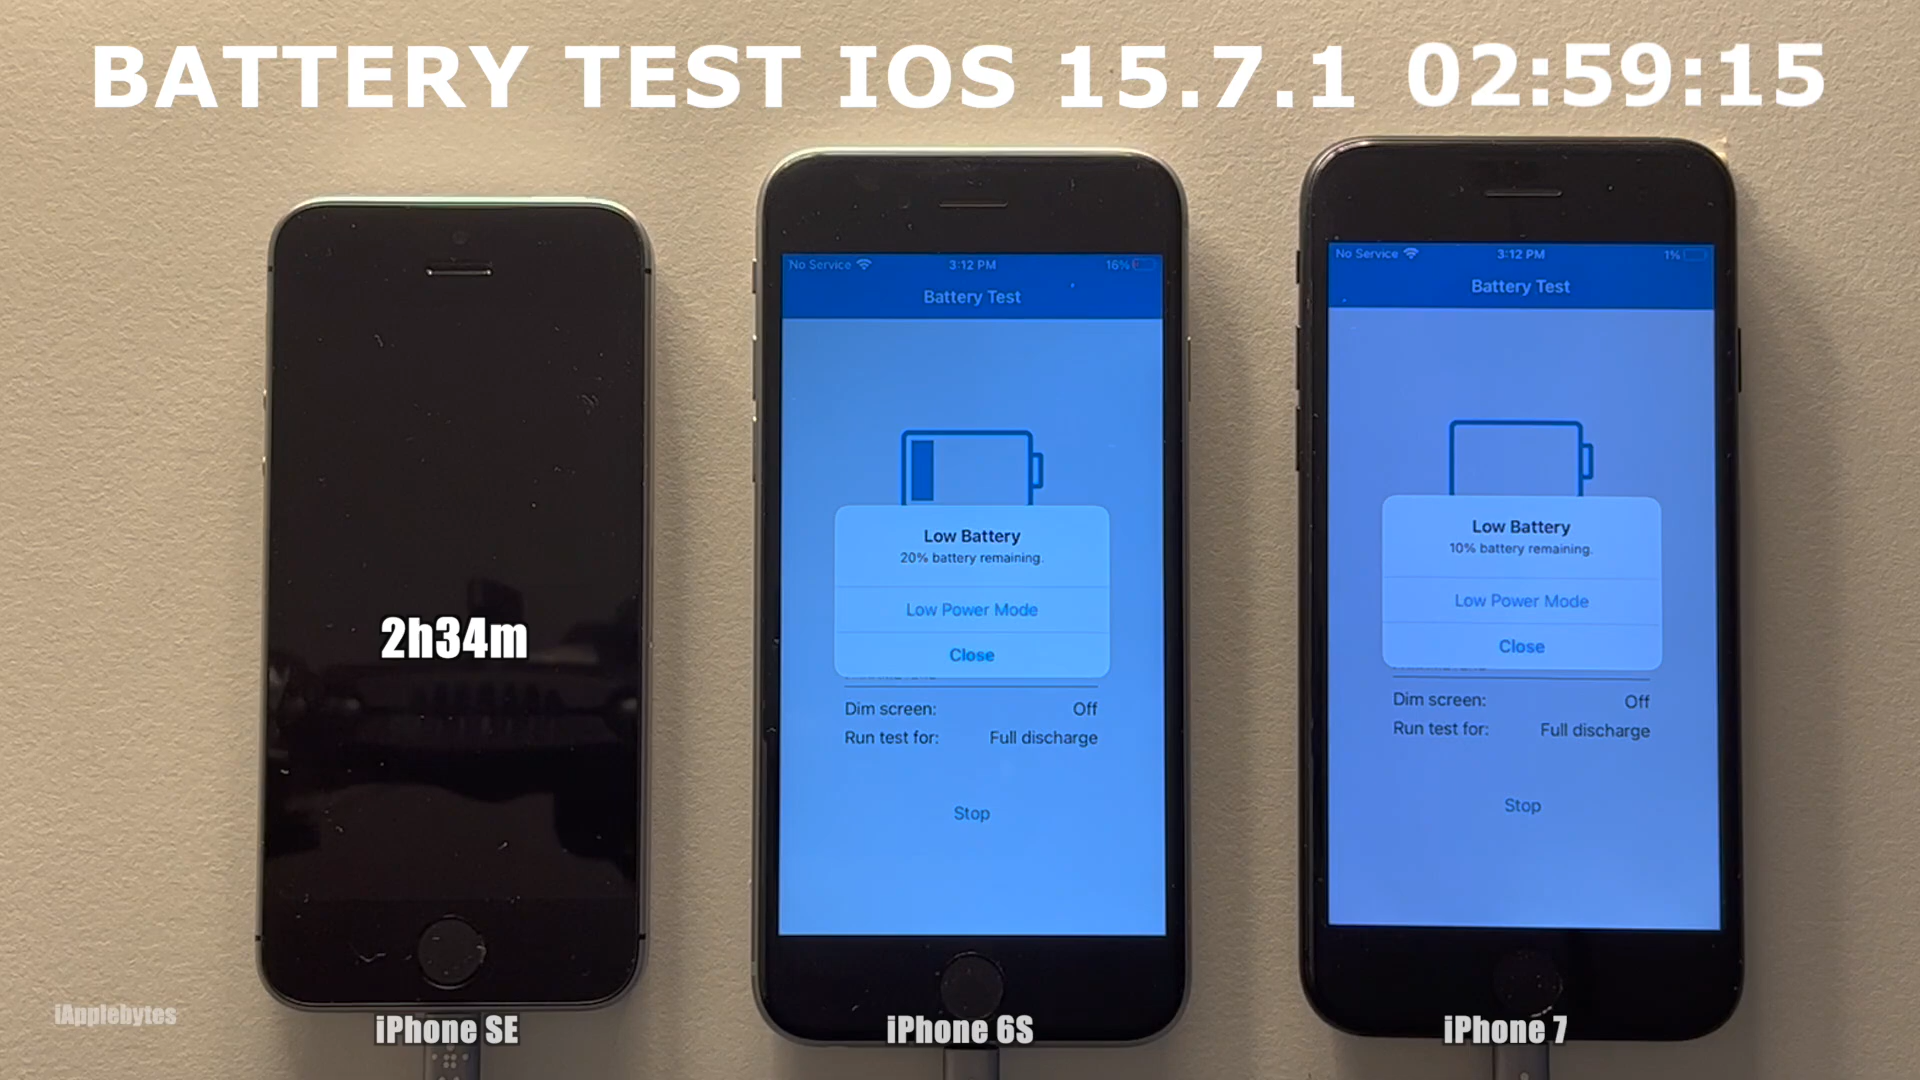 BATTERY TEST IOS 15.7.1 02:59:15
2h34m
iPhone SE
No Service 3:12 PM 16%
Battery Test
Low Battery
20% battery remaining.
Low Power Mode
Close
Dim screen: Off
Run test for: Full discharge
Stop
iPhone 6S
No Service 3:12 PM 1%
Battery Test
Low Battery
10% battery remaining.
Low Power Mode
Close
Dim screen: Off
Run test for: Full discharge
Stop
iPhone 7
iApplebytes